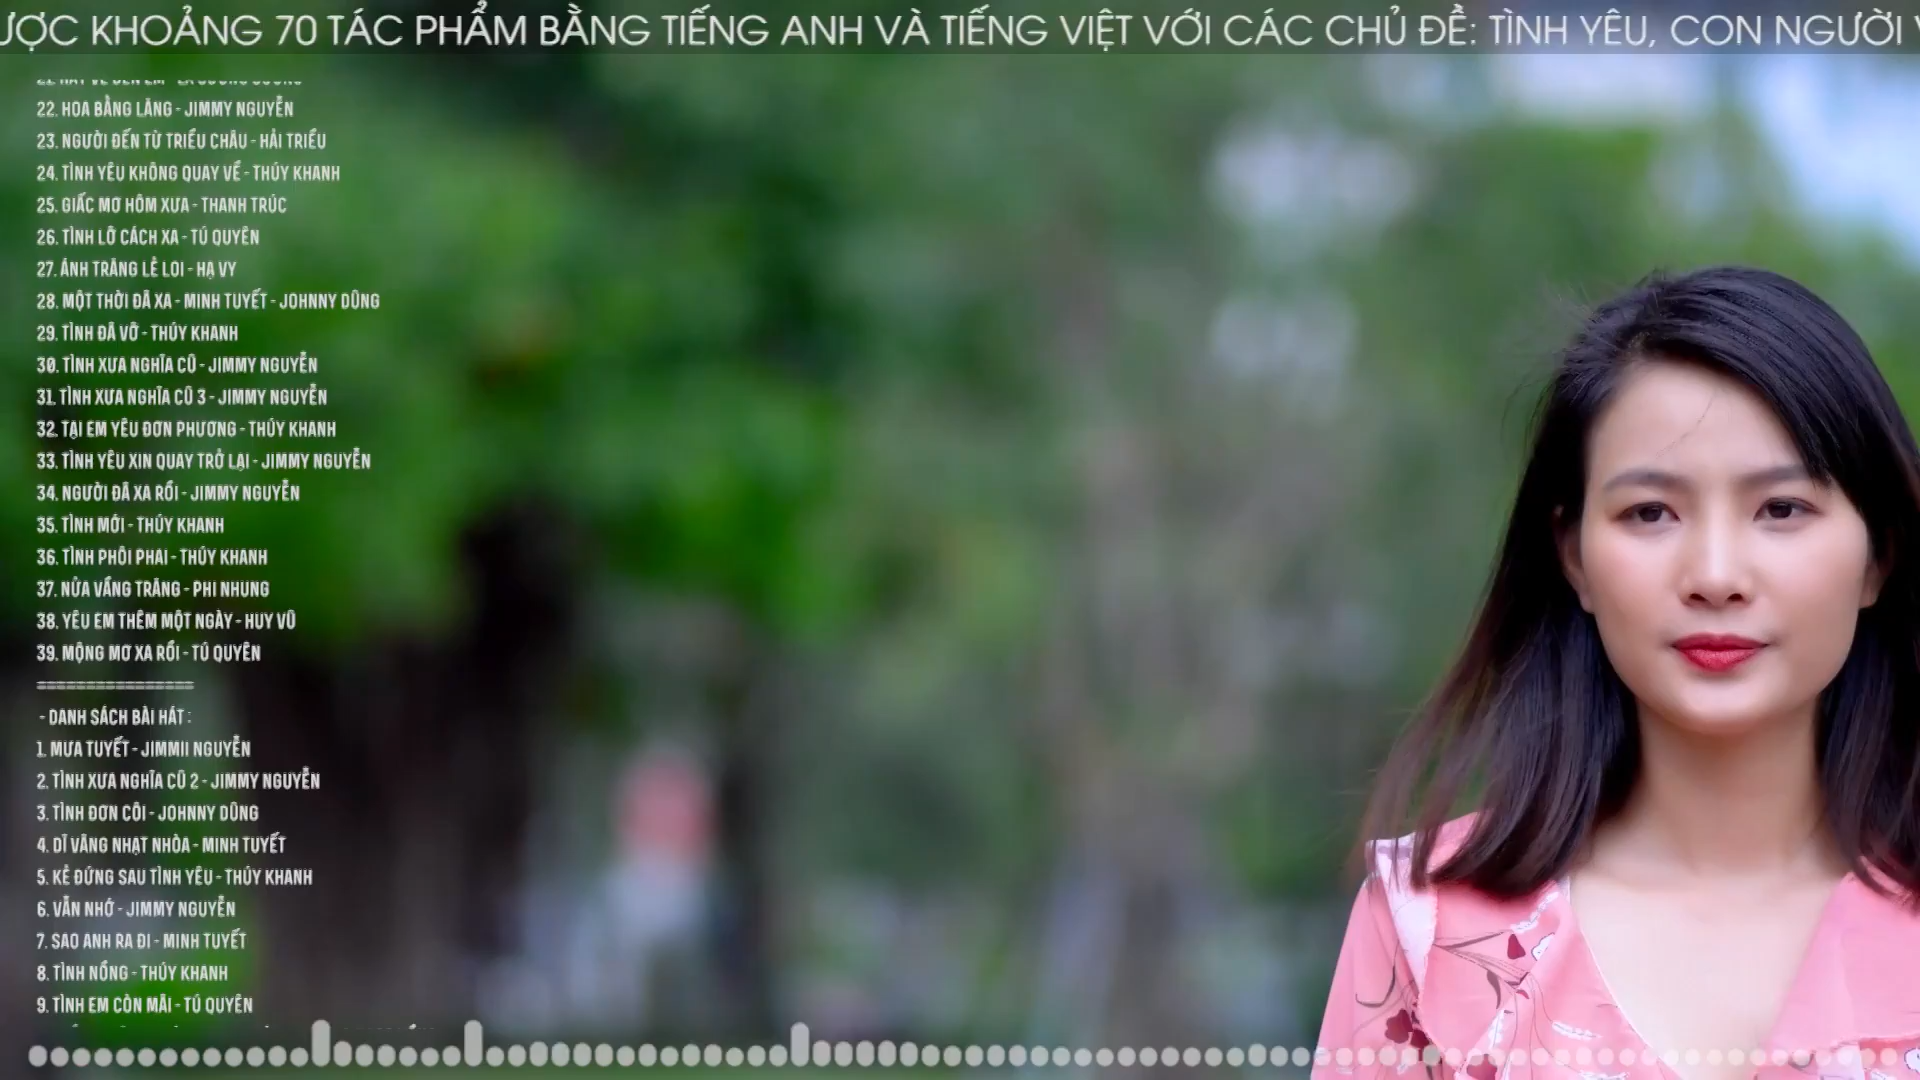 ƯỢC KHOẢNG 70 TÁC PHẨM BẰNG TIẾNG ANH VÀ TIẾNG VIỆT VỚI CÁC CHỦ ĐỀ: TÌNH YÊU, CON NGƯỜI
22. HOA BẰNG LĂNG - JIMMY NGUYỄN
23. NGƯỜI ĐẾN TỪ TRIỀU CHÂU - HẢI TRIỀU
24. TÌNH YÊU KHÔNG QUAY VỀ - THÚY KHANH
25. GIẤC MƠ HÔM XƯA - THANH TRÚC
26. TÌNH LỠ CÁCH XA - TÚ QUYÊN
27. ÁNH TRĂNG LẺ LOI - HẠ VY
28. MỘT THỜI ĐÃ XA - MINH TUYẾT - JOHNNY DŨNG
29. TÌNH ĐÃ VỠ - THÚY KHANH
30. TÌNH XƯA NGHĨA CŨ - JIMMY NGUYỄN
31. TÌNH XƯA NGHĨA CŨ 3 - JIMMY NGUYỄN
32. TẠI EM YÊU ĐƠN PHƯƠNG - THÚY KHANH
33. TÌNH YÊU XIN QUAY TRỞ LẠI - JIMMY NGUYỄN
34. NGƯỜI ĐÃ XA RỒI - JIMMY NGUYỄN
35. TÌNH MỚI - THÚY KHANH
36. TÌNH PHÔI PHAI - THÚY KHANH
37. NỬA VẦNG TRĂNG - PHI NHUNG
38. YÊU EM THÊM MỘT NGÀY - HUY VŨ
39. MỘNG MƠ XA RỒI - TÚ QUYÊN
================
- DANH SÁCH BÀI HÁT :
1. MƯA TUYẾT - JIMMII NGUYỄN
2. TÌNH XƯA NGHĨA CŨ 2 - JIMMY NGUYỄN
3. TÌNH ĐƠN CÔI - JOHNNY DŨNG
4. DĨ VÃNG NHẠT NHÒA - MINH TUYẾT
5. KẺ ĐỨNG SAU TÌNH YÊU - THÚY KHANH
6. VẪN NHỚ - JIMMY NGUYỄN
7. SAO ANH RA ĐI - MINH TUYẾT
8. TÌNH NỒNG - THÚY KHANH
9. TÌNH EM CÒN MÃI - TÚ QUYÊN